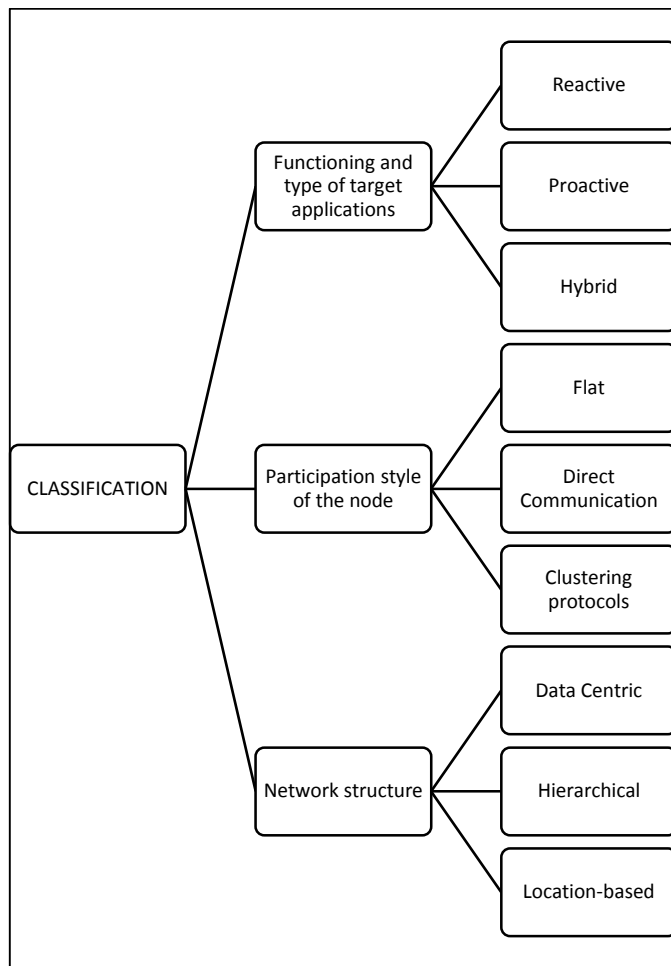 CLASSIFICATION
Functioning and
type of target
applications
Reactive
Proactive
Hybrid
Participation style
of the node
Flat
Direct
Communication
Clustering
protocols
Network structure
Data Centric
Hierarchical
Location-based